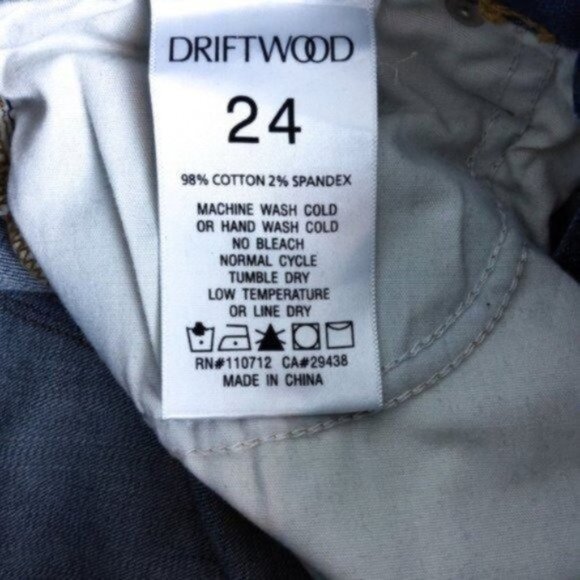 DRIFTWOOD
24
98% COTTON 2% SPANDEX
MACHINE WASH COLD
OR HAND WASH COLD
NO BLEACH
NORMAL CYCLE
TUMBLE DRY
LOW TEMPERATURE
OR LINE DRY
RN#110712 CA#29438
MADE IN CHINA